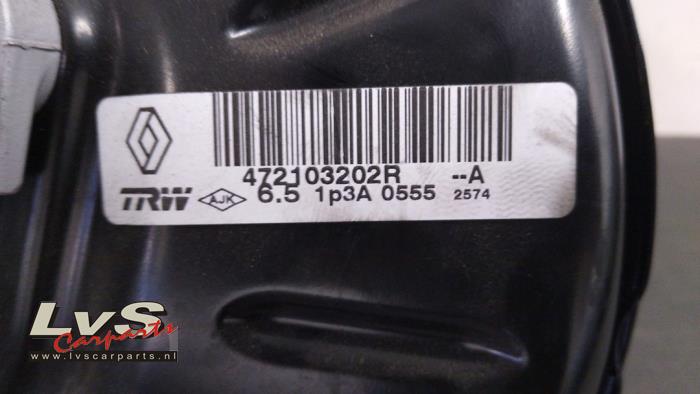 472103202R --A
TRW AJK 6.5 1p3A 0555 2574
LvS
Carparts
www.lvscarparts.nl